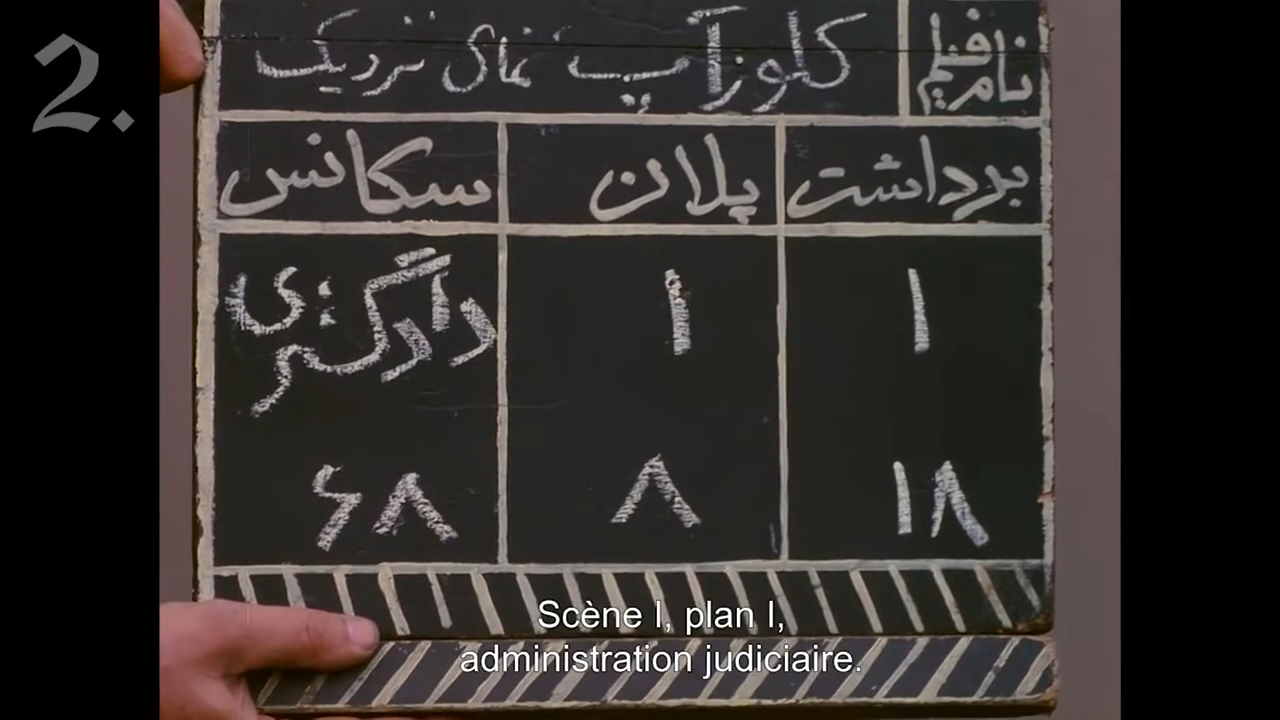 2.
نام فیلم کلوزآپ نمای نزدیک
برداشت پلان سکانس
۱ ۱ دادگستری
۱۸ ۸ ۶۸
Scène I, plan I,
administration judiciaire.